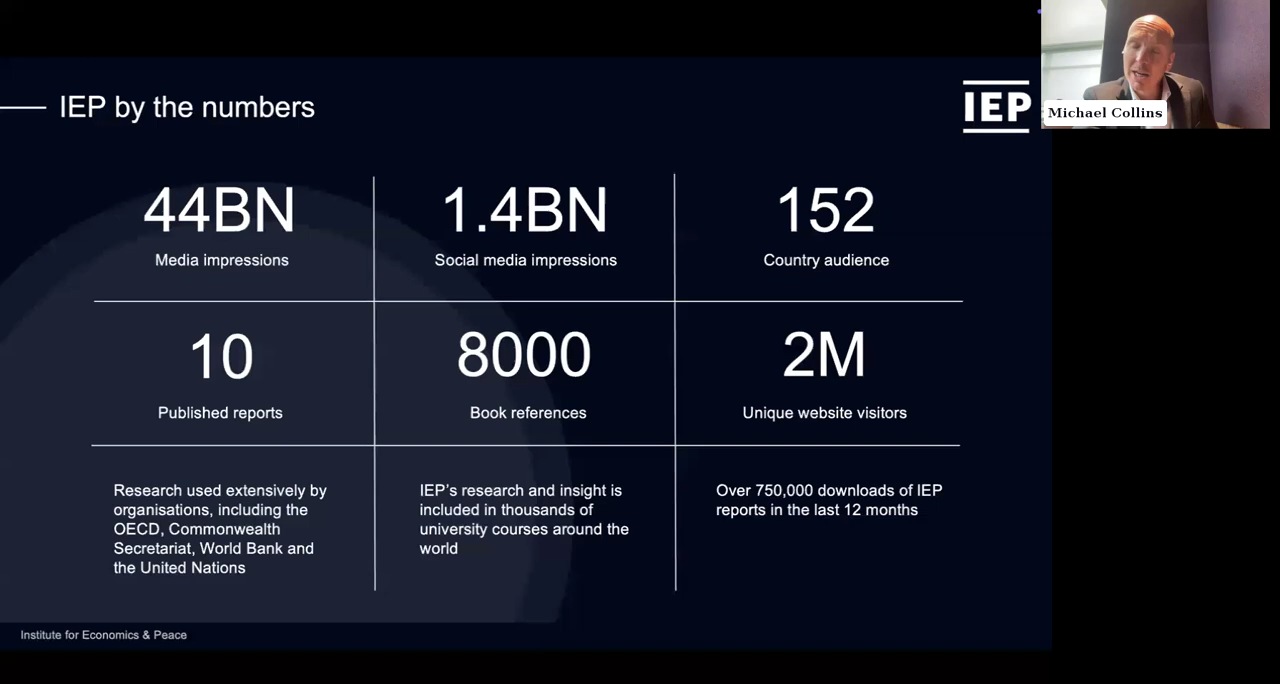 IEP by the numbers
IEP
Michael Collins
44BN
Media impressions
1.4BN
Social media impressions
152
Country audience
10
Published reports
8000
Book references
2M
Unique website visitors
Research used extensively by
organisations, including the
OECD, Commonwealth
Secretariat, World Bank and
the United Nations
IEP's research and insight is
included in thousands of
university courses around the
world
Over 750,000 downloads of IEP
reports in the last 12 months
Institute for Economics & Peace